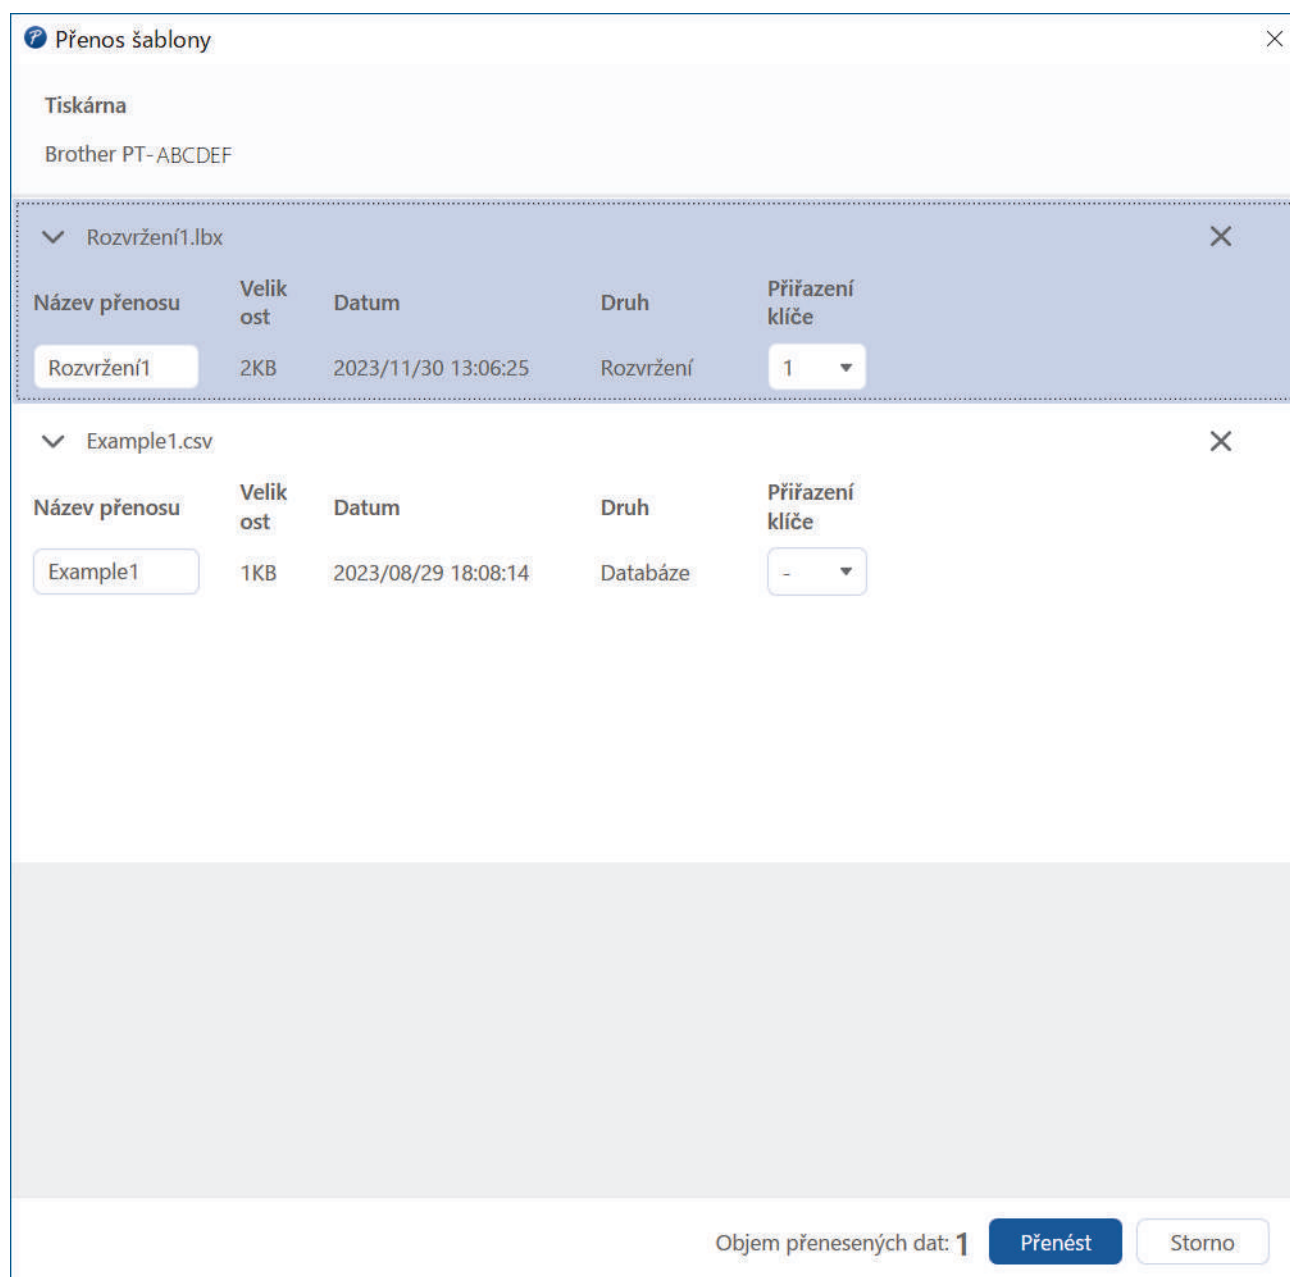 Přenos šablony
Tiskárna
Brother PT-ABCDEF
Rozvržení1.lbx
Název přenosu Velik ost Datum Druh Přiřazení klíče
Rozvržení1 2KB 2023/11/30 13:06:25 Rozvržení 1
Example1.csv
Název přenosu Velik ost Datum Druh Přiřazení klíče
Example1 1KB 2023/08/29 18:08:14 Databáze -
Objem přenesených dat: 1 Přenést Storno